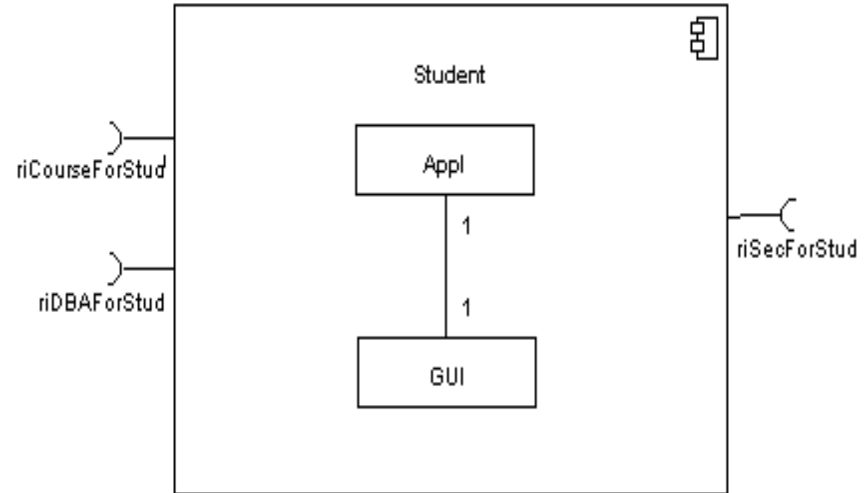 Student
Appl
riCourseForStud
1
riSecForStud
riDBAForStud
1
GUI